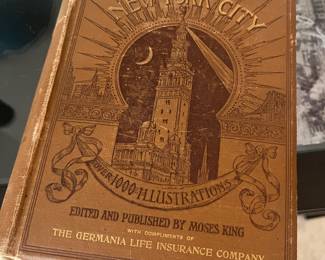 NEW YORK CITY
OVER 1000 ILLUSTRATIONS
EDITED AND PUBLISHED BY MOSES KING
WITH COMPLIMENTS OF
THE GERMANIA LIFE INSURANCE COMPANY